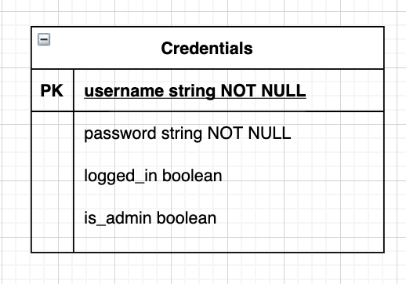 Credentials
PK username string NOT NULL
password string NOT NULL
logged_in boolean
is_admin boolean